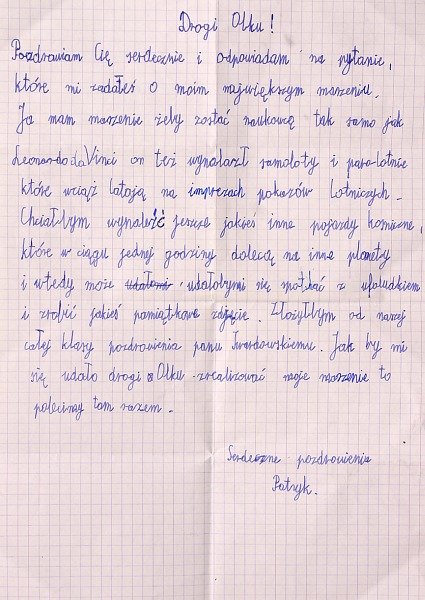 Drogi Olku!
Pozdrawiam Cię serdecznie i odpowiadam na pytanie,
które mi zadałeś o moim największym marzeniu.
Ja mam marzenie żeby zostać naukowcą tak samo jak
Leonardo da Vinci on też wynalazł samoloty i para-lotnie
które wciąż latają na imprezach pokazów lotniczych.
Chciałbym wynaleźć jeszcze jakieś inne pojazdy kosmiczne,
które w ciągu jednej godziny dolecą na inne planety
i wtedy może udałobymi się spotkać z ufoludkiem
i zrobić jakieś pamiątkowe zdjęcie. Złożyłbym od naszej
całej klasy pozdrowienia panu Twardowskiemu. Jak by mi
się udało drogi Olku zrealizować moje marzenie to
polecimy tam razem.
Serdeczne pozdrowienia
Patryk.